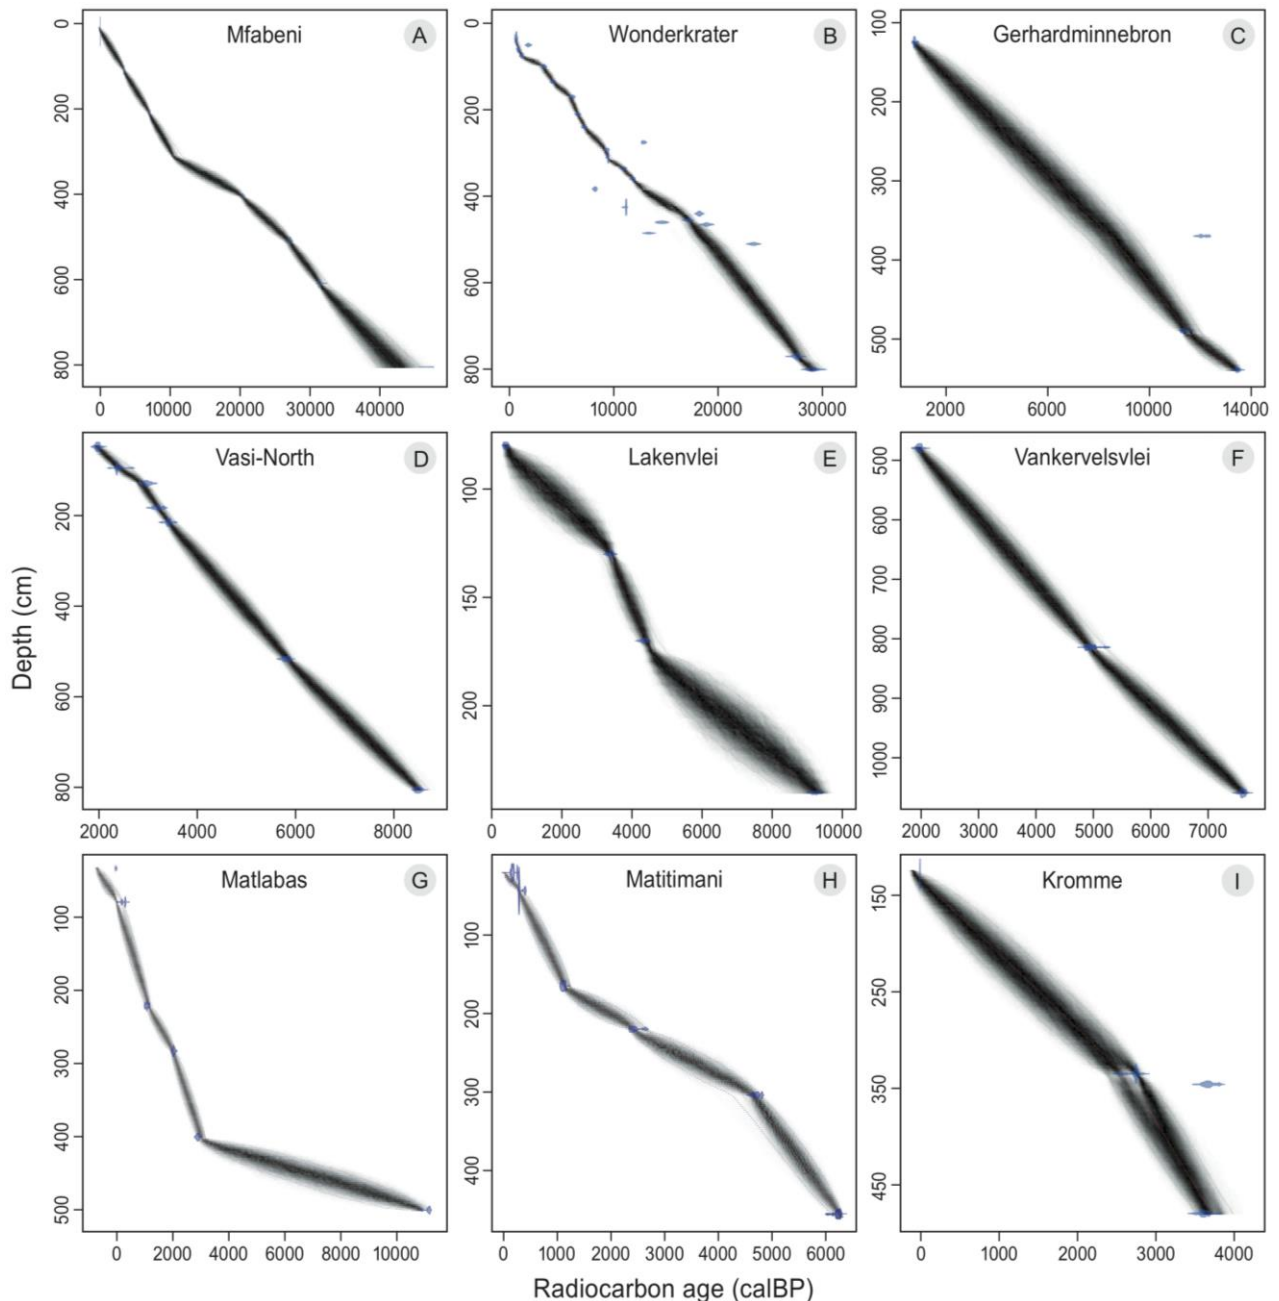 Mfabeni A
0
200
400
600
800
0 10000 20000 30000 40000
Wonderkrater B
0
200
400
600
800
0 10000 20000 30000
Gerhardminnebron C
100
200
300
400
500
2000 6000 10000 14000
Depth (cm)
Vasi-North D
200
400
600
800
2000 4000 6000 8000
Lakenvlei E
100
150
200
0 2000 4000 6000 8000 10000
Vankervelsvlei F
500
600
700
800
900
1000
2000 3000 4000 5000 6000 7000
Matlabas G
100
200
300
400
500
0 2000 4000 6000 8000 10000
Matitimani H
100
200
300
400
0 1000 2000 3000 4000 5000 6000
Kromme I
150
250
350
450
0 1000 2000 3000 4000
Radiocarbon age (calBP)